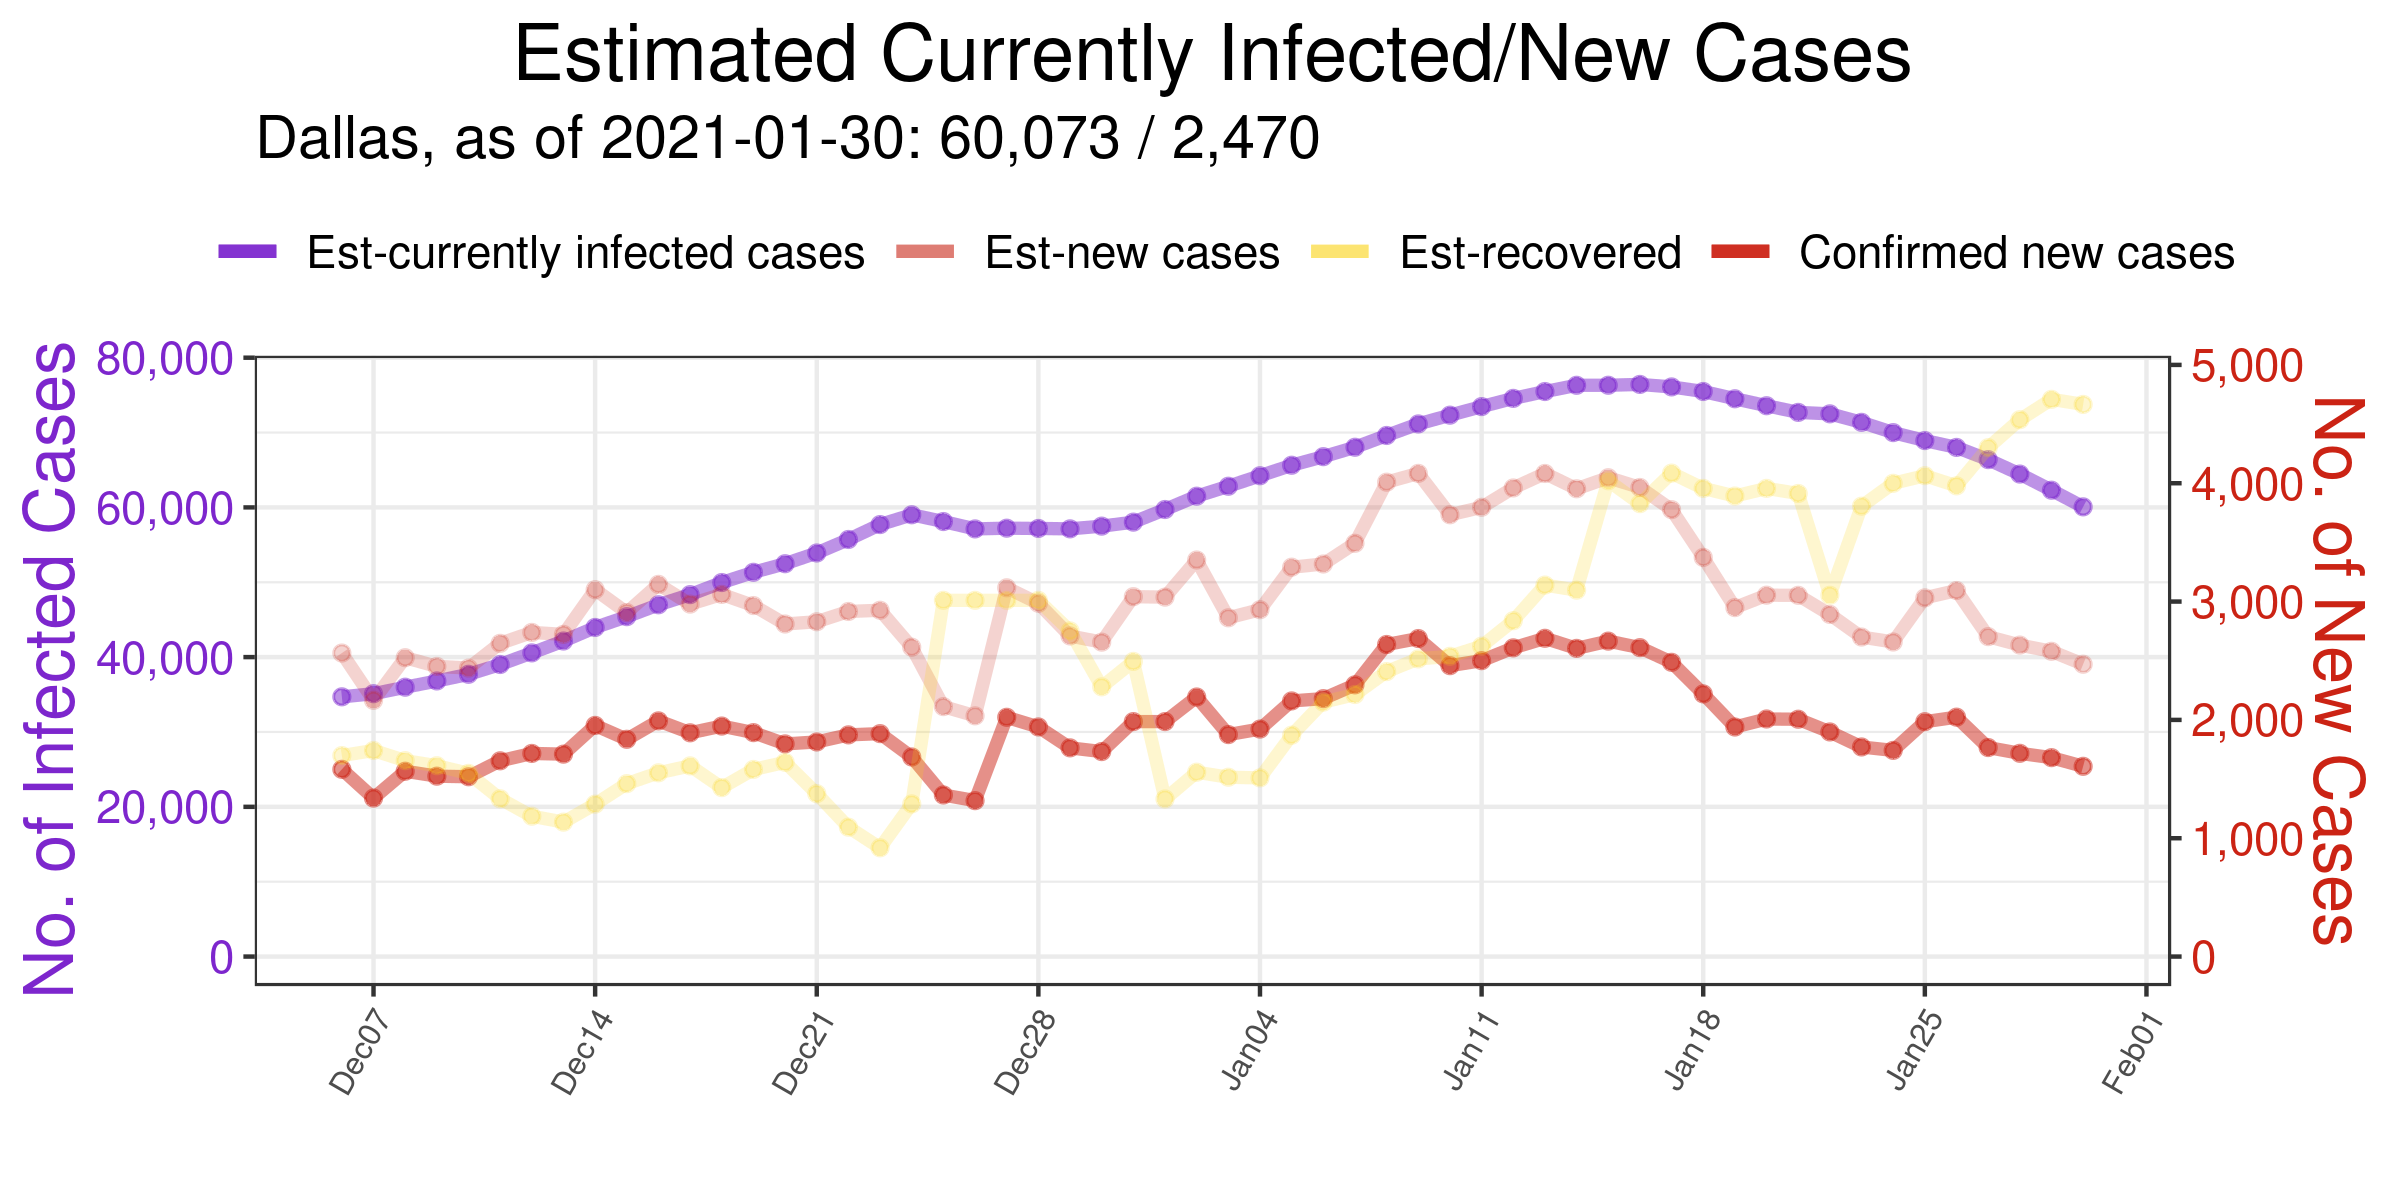 Estimated Currently Infected/New Cases
Dallas, as of 2021-01-30: 60,073 / 2,470
Est-currently infected cases Est-new cases Est-recovered Confirmed new cases
No. of Infected Cases
80,000
60,000
40,000
20,000
0
5,000
4,000
3,000
2,000
1,000
0
No. of New Cases
Dec07 Dec14 Dec21 Dec28 Jan04 Jan11 Jan18 Jan25 Feb01